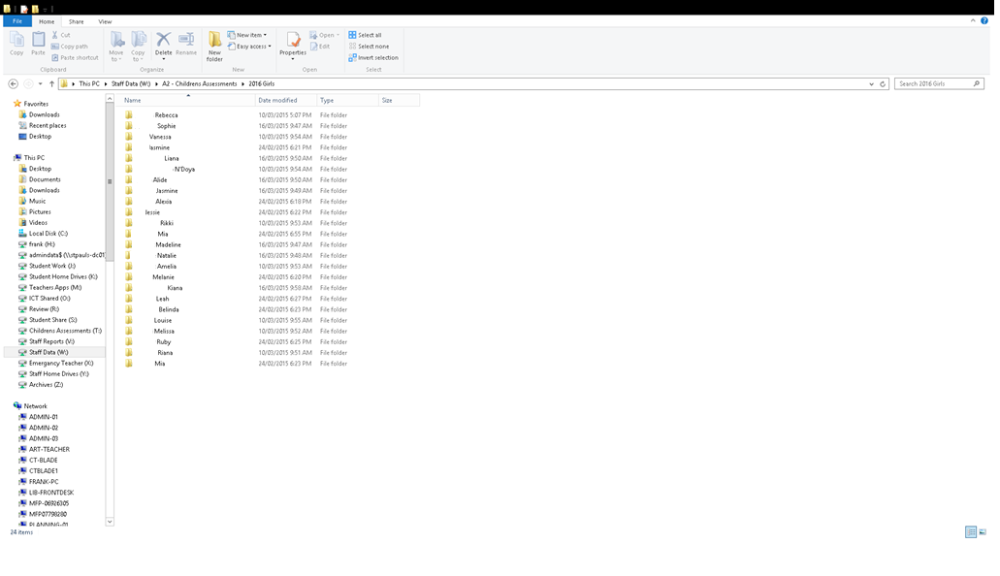 File Home Share View
Copy Paste Cut Copy path Paste shortcut
Clipboard
Move to Copy to Delete Rename
Organize
New folder New item Easy access
New
Properties Open Edit
Open
Select all Select none Invert selection
Select
This PC Staff Data (W:) A2 - Childrens Assessments 2016 Girls
Search 2016 Girls
Favorites
Downloads
Recent places
Desktop
This PC
Desktop
Documents
Downloads
Music
Pictures
Videos
Local Disk (C:)
frank (H:)
admindata$ (\\stpauls-dc01
Student Work (J:)
Student Home Drives (K:)
Teachers Apps (M:)
ICT Shared (O:)
Review (R:)
Student Share (S:)
Childrens Assessments (T:)
Staff Reports (V:)
Staff Data (W:)
Emergancy Teacher (X:)
Staff Home Drives (Y:)
Archives (Z:)
Network
ADMIN-01
ADMIN-02
ADMIN-03
ART-TEACHER
CT-BLADE
CTBLADE1
FRANK-PC
LIB-FRONTDESK
MFP-06926305
MFP07798280
PLANNING-01
Name Date modified Type Size
Rebecca 10/03/2015 5:07 PM File folder
Sophie 16/03/2015 9:47 AM File folder
Vanessa 10/03/2015 9:54 AM File folder
Jasmine 24/02/2015 6:21 PM File folder
Liana 16/03/2015 9:50 AM File folder
N'Doya 10/03/2015 9:54 AM File folder
Alide 16/03/2015 9:50 AM File folder
Jasmine 16/03/2015 9:49 AM File folder
Alexia 24/02/2015 6:18 PM File folder
Jessie 24/02/2015 6:22 PM File folder
Rikki 10/03/2015 9:53 AM File folder
Mia 24/02/2015 6:55 PM File folder
Madeline 16/03/2015 9:47 AM File folder
Natalie 16/03/2015 9:48 AM File folder
Amelia 10/03/2015 9:53 AM File folder
Melanie 24/02/2015 6:20 PM File folder
Kiana 16/03/2015 9:58 AM File folder
Leah 24/02/2015 6:27 PM File folder
Belinda 24/02/2015 6:23 PM File folder
Louise 10/03/2015 9:55 AM File folder
Melissa 10/03/2015 9:52 AM File folder
Ruby 24/02/2015 6:25 PM File folder
Riana 10/03/2015 9:51 AM File folder
Mia 24/02/2015 6:23 PM File folder
24 items